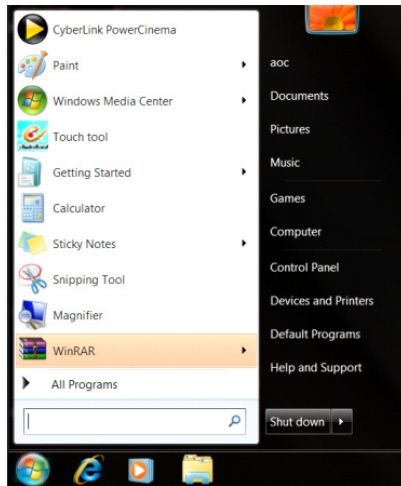 CyberLink PowerCinema
Paint
Windows Media Center
Touch tool
Getting Started
Calculator
Sticky Notes
Snipping Tool
Magnifier
WinRAR
All Programs
aoc
Documents
Pictures
Music
Games
Computer
Control Panel
Devices and Printers
Default Programs
Help and Support
Shut down